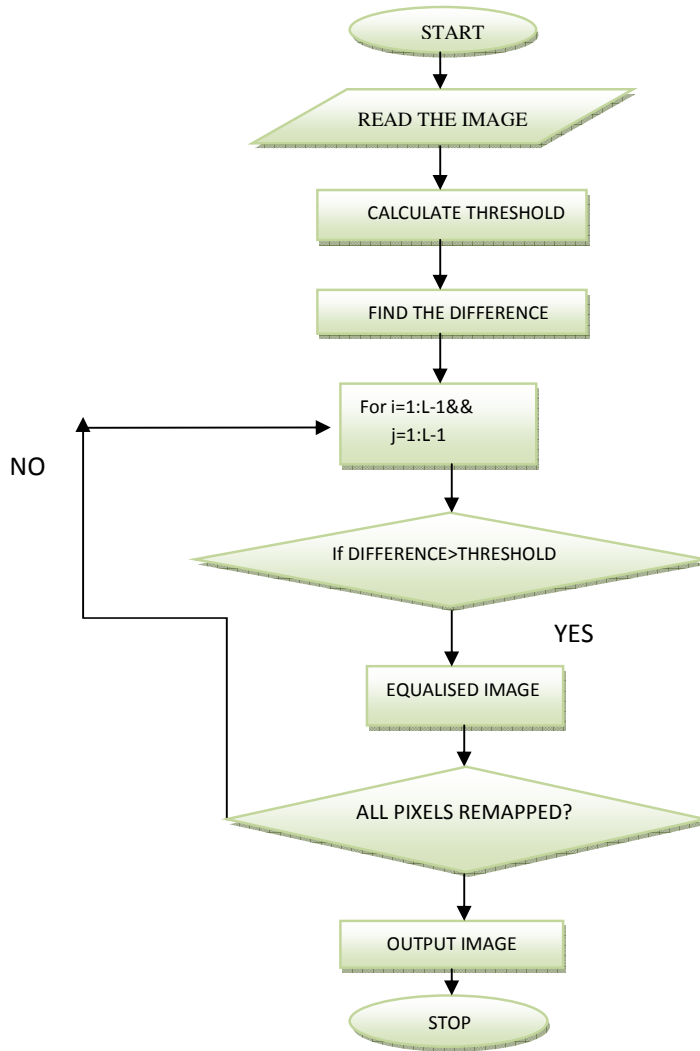 START
READ THE IMAGE
CALCULATE THRESHOLD
FIND THE DIFFERENCE
For i=1:L-1&&
j=1:L-1
NO
If DIFFERENCE>THRESHOLD
YES
EQUALISED IMAGE
ALL PIXELS REMAPPED?
OUTPUT IMAGE
STOP